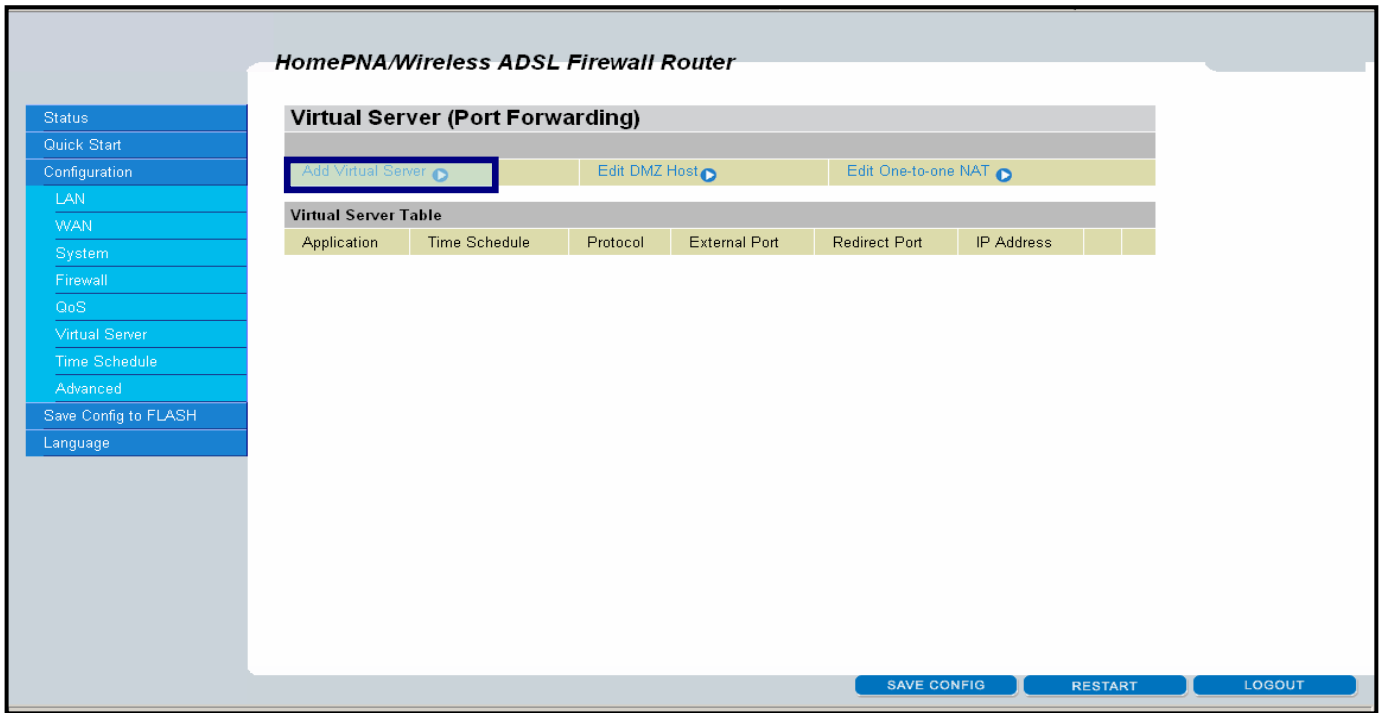 HomePNA/Wireless ADSL Firewall Router
Status
Quick Start
Configuration
LAN
WAN
System
Firewall
QoS
Virtual Server
Time Schedule
Advanced
Save Config to FLASH
Language
Virtual Server (Port Forwarding)
Add Virtual Server Edit DMZ Host Edit One-to-one NAT
Virtual Server Table
Application Time Schedule Protocol External Port Redirect Port IP Address
SAVE CONFIG RESTART LOGOUT